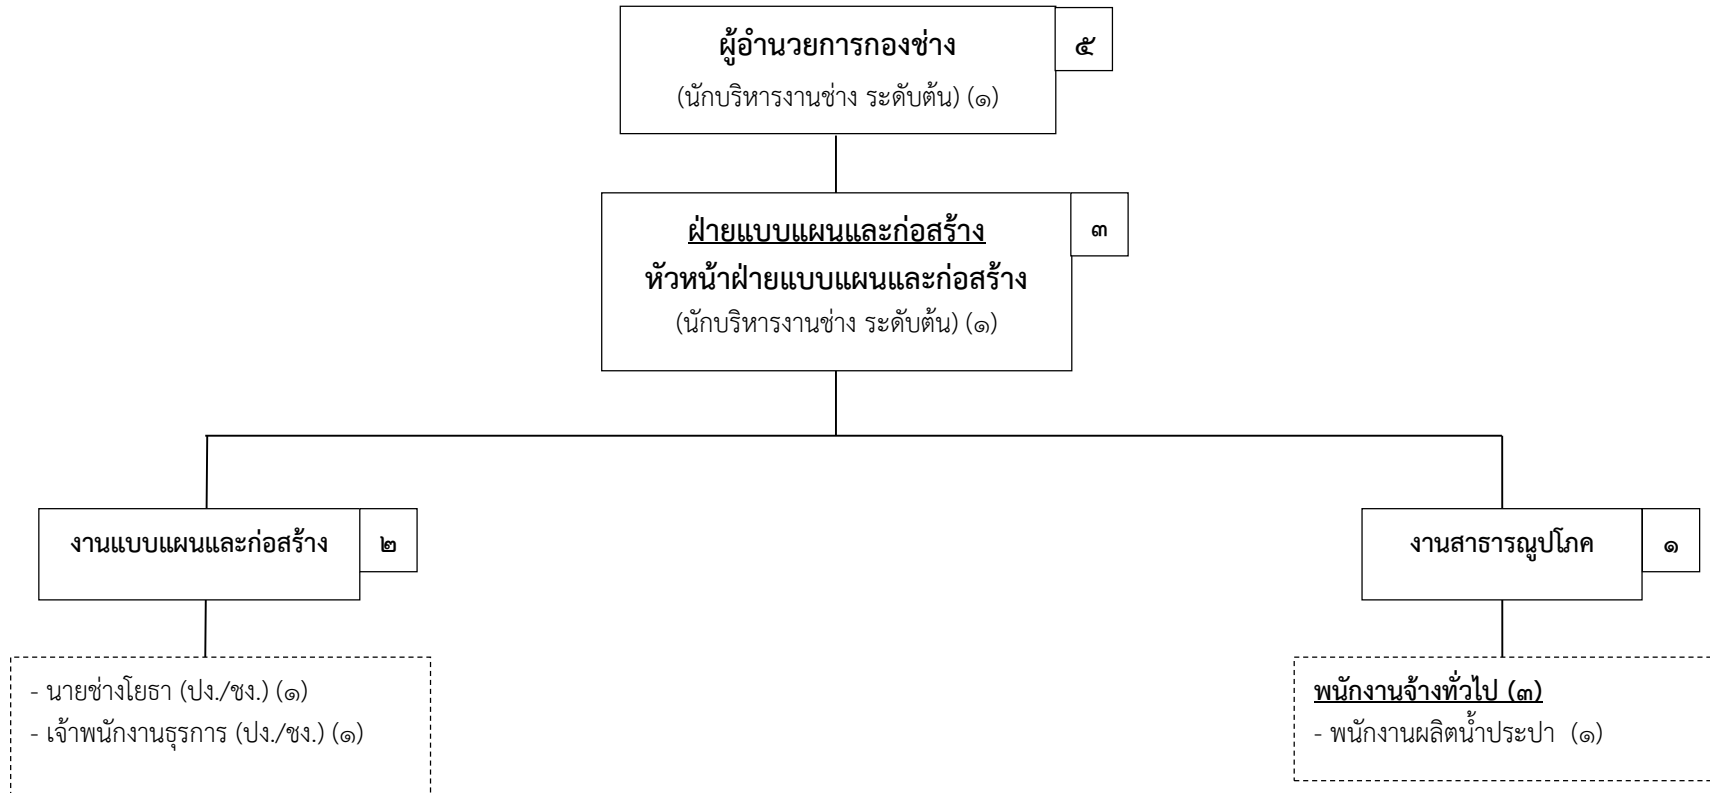 ผู้อำนวยการกองช่าง
๕
(นักบริหารงานช่าง ระดับต้น) (๑)
ฝ่ายแบบแผนและก่อสร้าง
๓
หัวหน้าฝ่ายแบบแผนและก่อสร้าง
(นักบริหารงานช่าง ระดับต้น) (๑)
งานแบบแผนและก่อสร้าง
๒
งานสาธารณูปโภค
๑
- นายช่างโยธา (ปง./ชง.) (๑)
- เจ้าพนักงานธุรการ (ปง./ชง.) (๑)
พนักงานจ้างทั่วไป (๓)
- พนักงานผลิตน้ำประปา (๑)